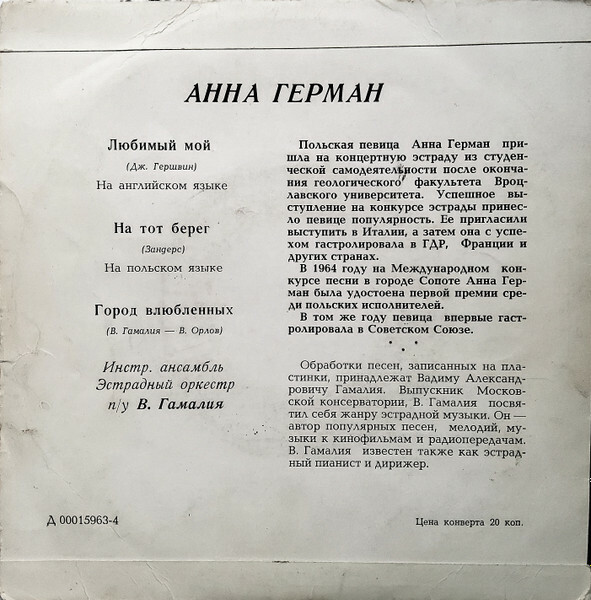 АННА ГЕРМАН
Любимый мой
(Дж. Гершвин)
На английском языке
На тот берег
(Зандерс)
На польском языке
Город влюбленных
(В. Гамалия — В. Орлов)
Инстр. ансамбль
Эстрадный оркестр
п/у В. Гамалия
Польская певица Анна Герман при-
шла на концертную эстраду из студен-
ческой самодеятельности после оконча-
ния геологического факультета Вроц-
лавского университета. Успешное вы-
ступление на конкурсе эстрады принес-
ло певице популярность. Ее пригласили
выступить в Италии, а затем она с успе-
хом гастролировала в ГДР, Франции и
других странах.
В 1964 году на Международном кон-
курсе песни в городе Сопоте Анна Гер-
ман была удостоена первой премии сре-
ди польских исполнителей.
В том же году певица впервые гаст-
ролировала в Советском Союзе.
* * *
Обработки песен, записанных на пла-
стинки, принадлежат Вадиму Александ-
ровичу Гамалия. Выпускник Москов-
ской консерватории, В. Гамалия посвя-
тил себя жанру эстрадной музыки. Он —
автор популярных песен, мелодий, му-
зыки к кинофильмам и радиопередачам.
В. Гамалия известен также как эстрад-
ный пианист и дирижер.
Д 00015963-4
Цена конверта 20 коп.